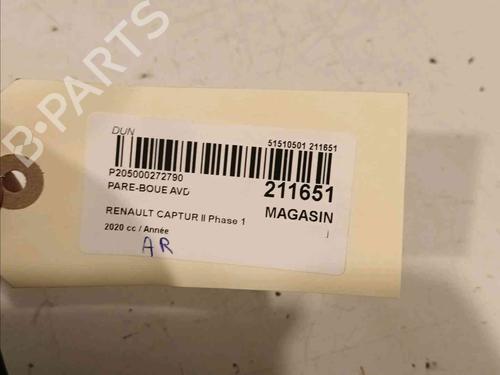 B-PARTS
DUN
51510501 211651
P205000272790
PARE-BOUE AVD
211651
RENAULT CAPTUR II Phase 1
MAGASIN
2020 cc / Année
AR